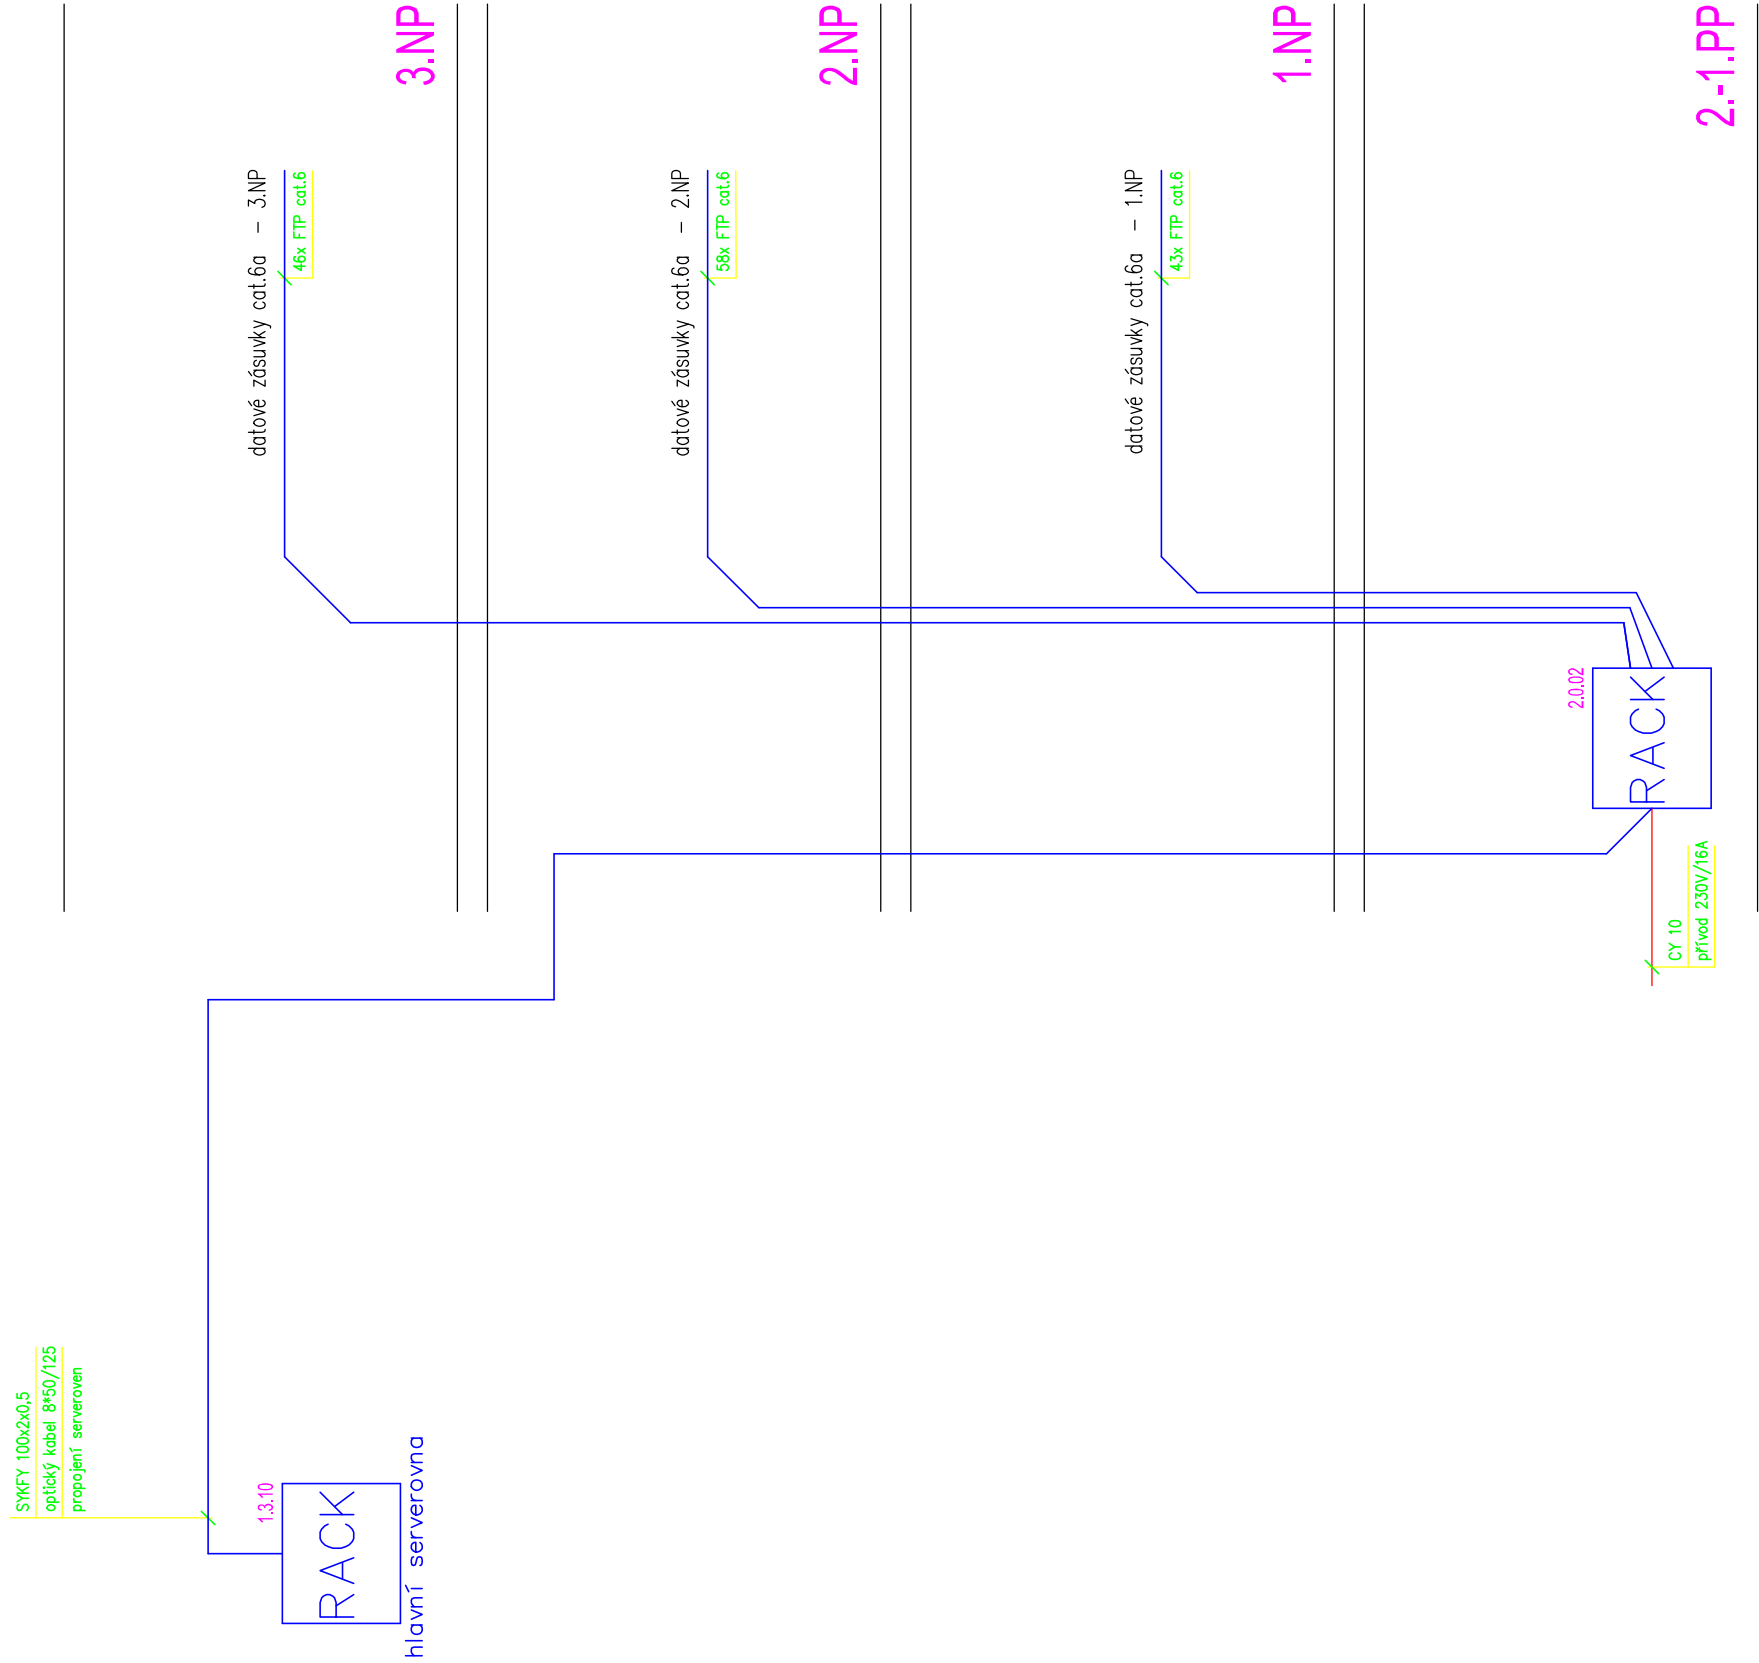 SYKFY 100x2x0,5
optický kabel 8*50/125
propojení serveroven
1.3.10
RACK
hlavní serverovna
datové zásuvky cat.6a - 3.NP
46x FTP cat.6
3.NP
datové zásuvky cat.6a - 2.NP
58x FTP cat.6
2.NP
datové zásuvky cat.6a - 1.NP
43x FTP cat.6
1.NP
2.0.02
RACK
CY 10
přívod 230V/16A
2.-1.PP